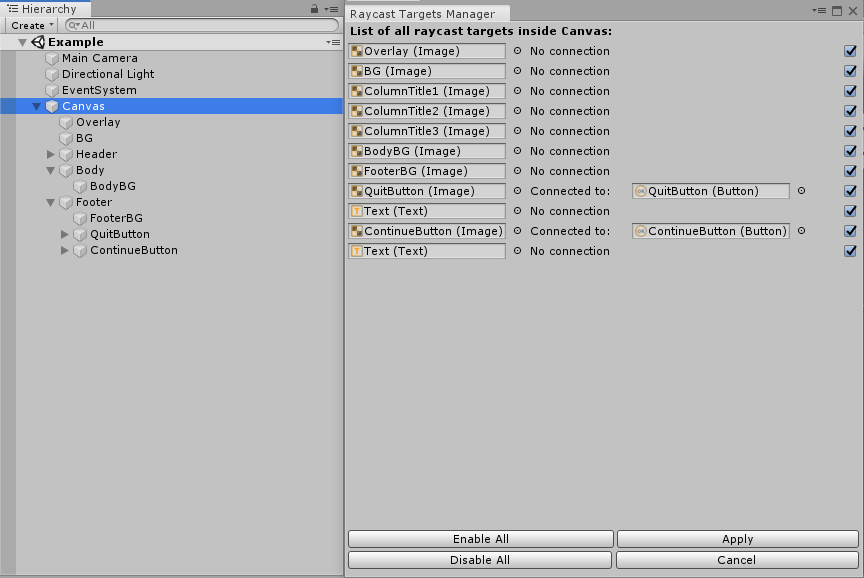 Hierarchy
Create
All
Example
Main Camera
Directional Light
EventSystem
Canvas
Overlay
BG
Header
Body
BodyBG
Footer
FooterBG
QuitButton
ContinueButton
Raycast Targets Manager
List of all raycast targets inside Canvas:
Overlay (Image) No connection
BG (Image) No connection
ColumnTitle1 (Image) No connection
ColumnTitle2 (Image) No connection
ColumnTitle3 (Image) No connection
BodyBG (Image) No connection
FooterBG (Image) No connection
QuitButton (Image) Connected to: QuitButton (Button)
Text (Text) No connection
ContinueButton (Image) Connected to: ContinueButton (Button)
Text (Text) No connection
Enable All Apply
Disable All Cancel